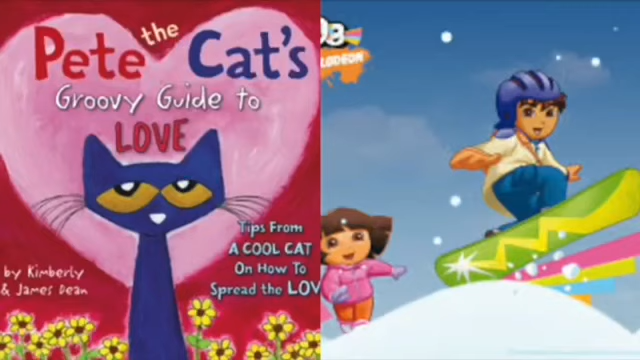 Pete the Cat's
Groovy Guide to
LOVE
Tips From
A COOL CAT
On How To
Spread the LOV
by Kimberly
& James Dean